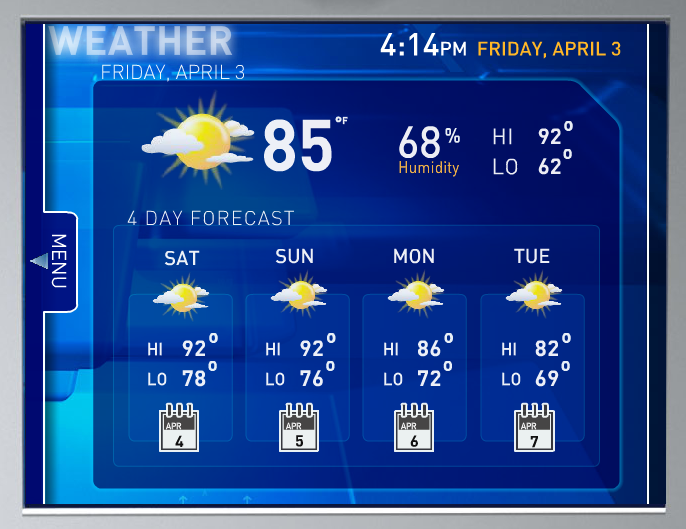 WEATHER
4:14PM FRIDAY, APRIL 3
FRIDAY, APRIL 3
85°F
68%
Humidity
HI 92°
LO 62°
MENU
4 DAY FORECAST
SAT SUN MON TUE
HI 92° HI 92° HI 86° HI 82°
LO 78° LO 76° LO 72° LO 69°
APR APR APR APR
4 5 6 7